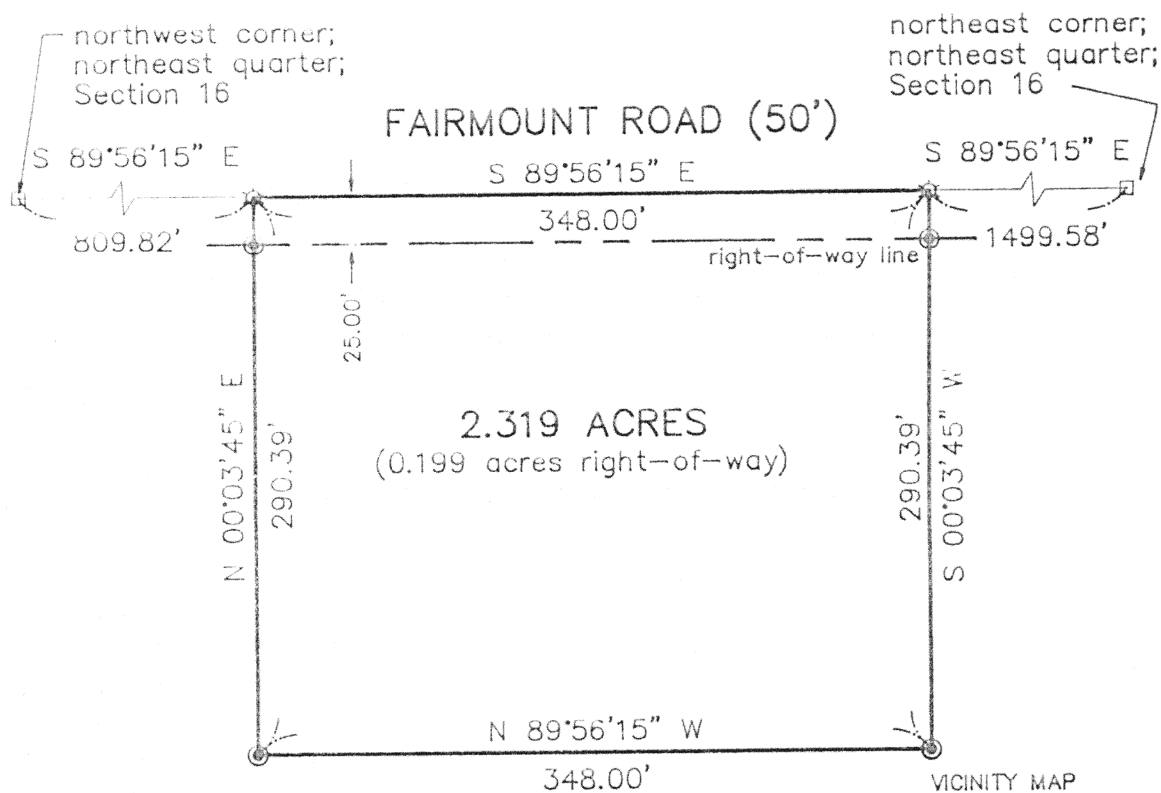 northwest corner;
northeast quarter;
Section 16
northeast corner;
northeast quarter;
Section 16
FAIRMOUNT ROAD (50')
S 89°56'15" E
S 89°56'15" E
S 89°56'15" E
809.82'
348.00'
1499.58'
right-of-way line
25.00'
N 00°03'45" E
290.39'
2.319 ACRES
(0.199 acres right-of-way)
290.39'
S 00°03'45" W
N 89°56'15" W
348.00'
VICINITY MAP